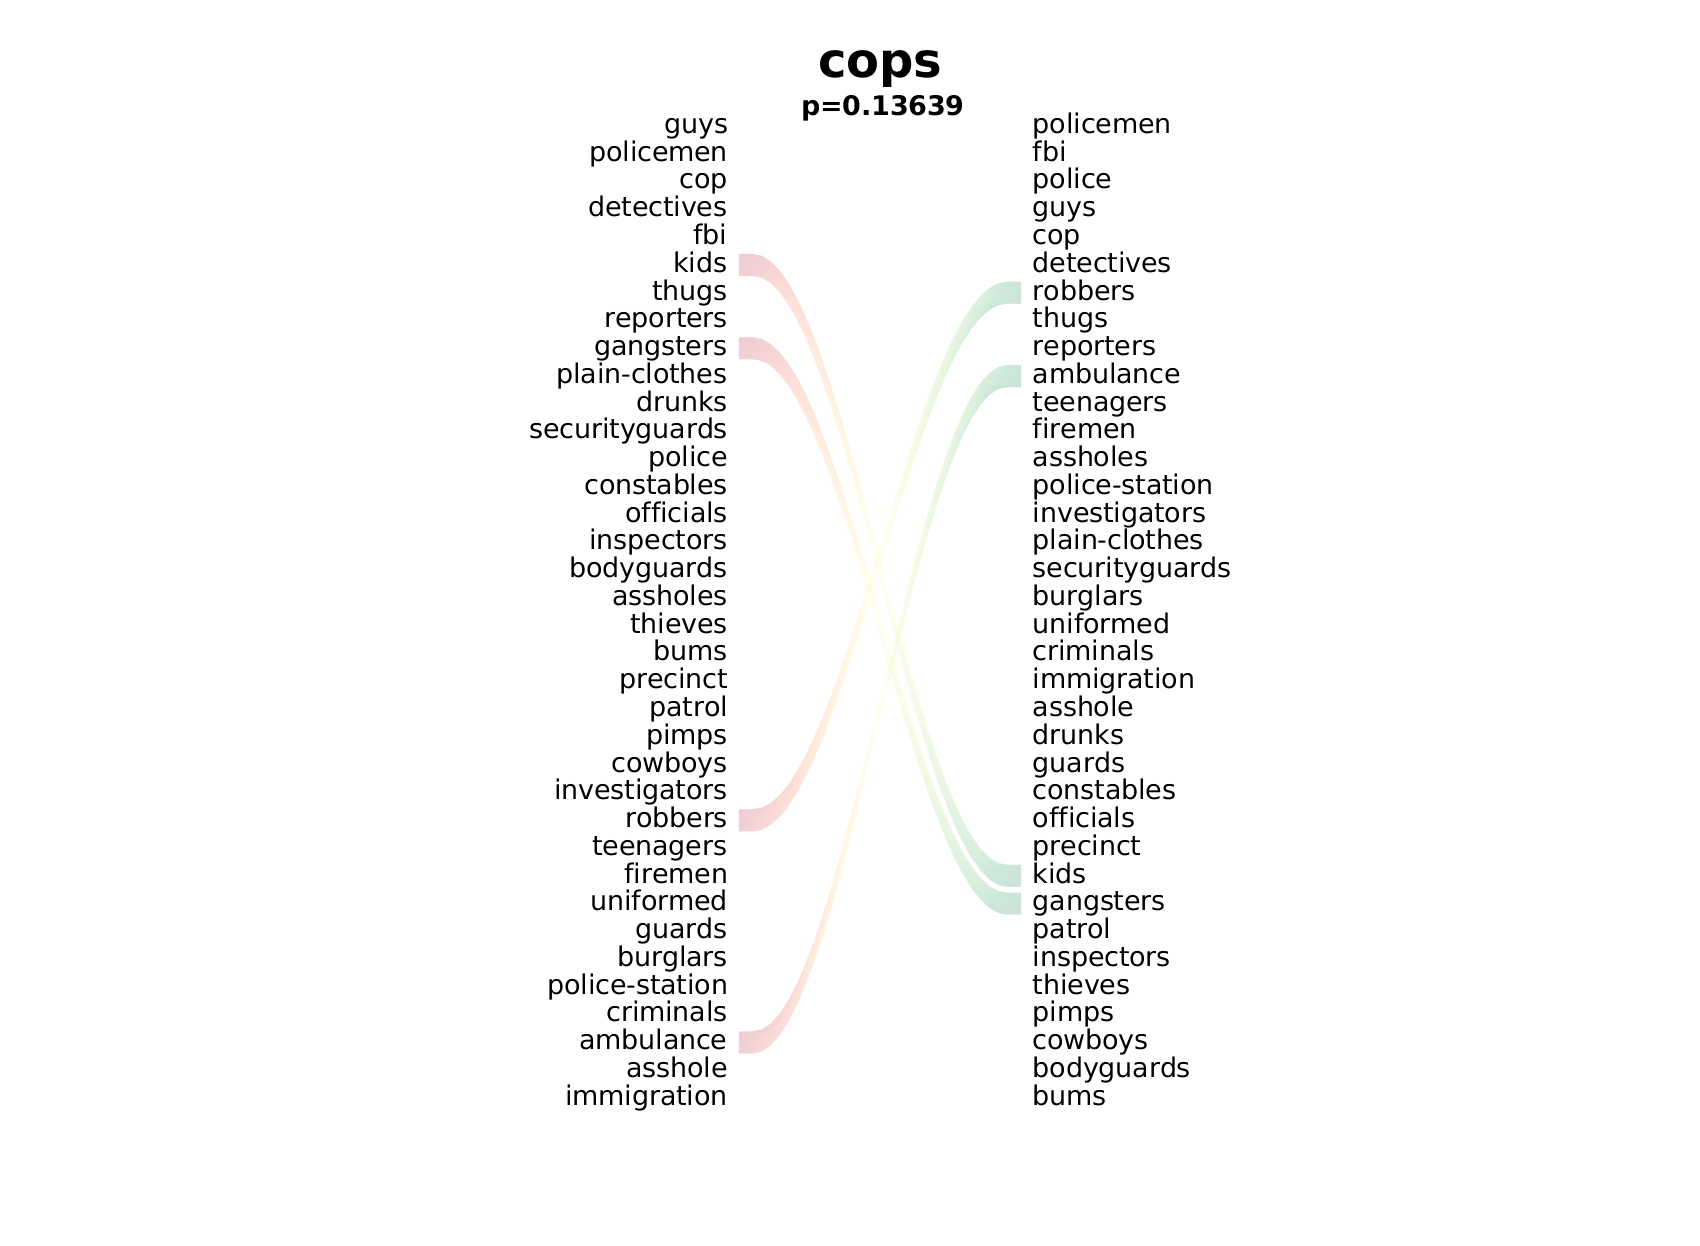 cops
p=0.13639
guys policemen
policemen fbi
cop police
detectives guys
fbi cop
kids detectives
thugs robbers
reporters thugs
gangsters reporters
plain-clothes ambulance
drunks teenagers
securityguards firemen
police assholes
constables police-station
officials investigators
inspectors plain-clothes
bodyguards securityguards
assholes burglars
thieves uniformed
bums criminals
precinct immigration
patrol asshole
pimps drunks
cowboys guards
investigators constables
robbers officials
teenagers precinct
firemen kids
uniformed gangsters
guards patrol
burglars inspectors
police-station thieves
criminals pimps
ambulance cowboys
asshole bodyguards
immigration bums